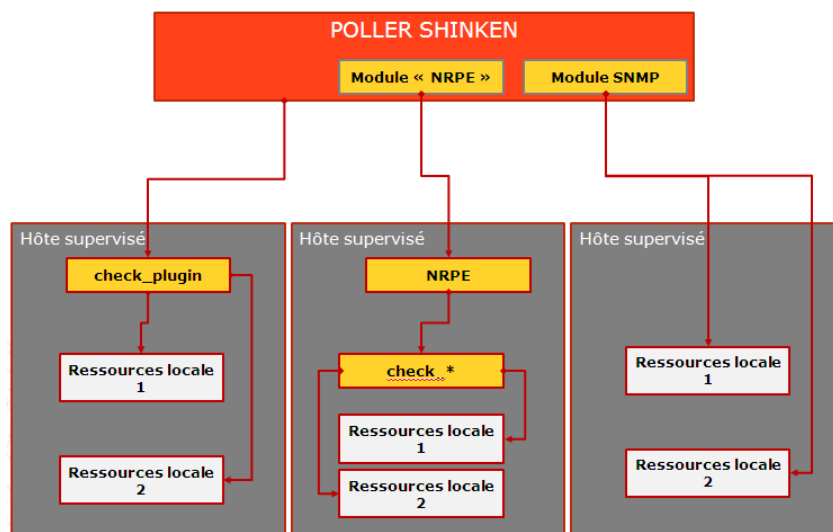 POLLER SHINKEN
Module « NRPE »
Module SNMP
Hôte supervisé
check_plugin
Ressources locale
1
Ressources locale
2
Hôte supervisé
NRPE
check_*
Ressources locale
1
Ressources locale
2
Hôte supervisé
Ressources locale
1
Ressources locale
2